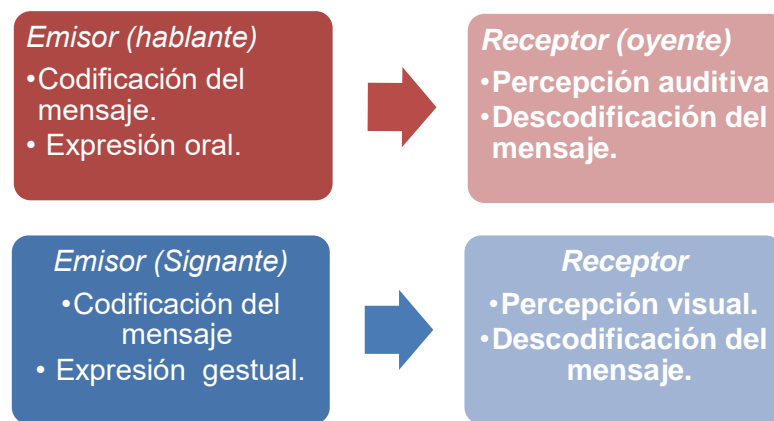 Emisor (hablante)
•Codificación del
mensaje.
• Expresión oral.
Receptor (oyente)
•Percepción auditiva
•Descodificación del
mensaje.
Emisor (Signante)
•Codificación del
mensaje
• Expresión gestual.
Receptor
•Percepción visual.
•Descodificación del
mensaje.